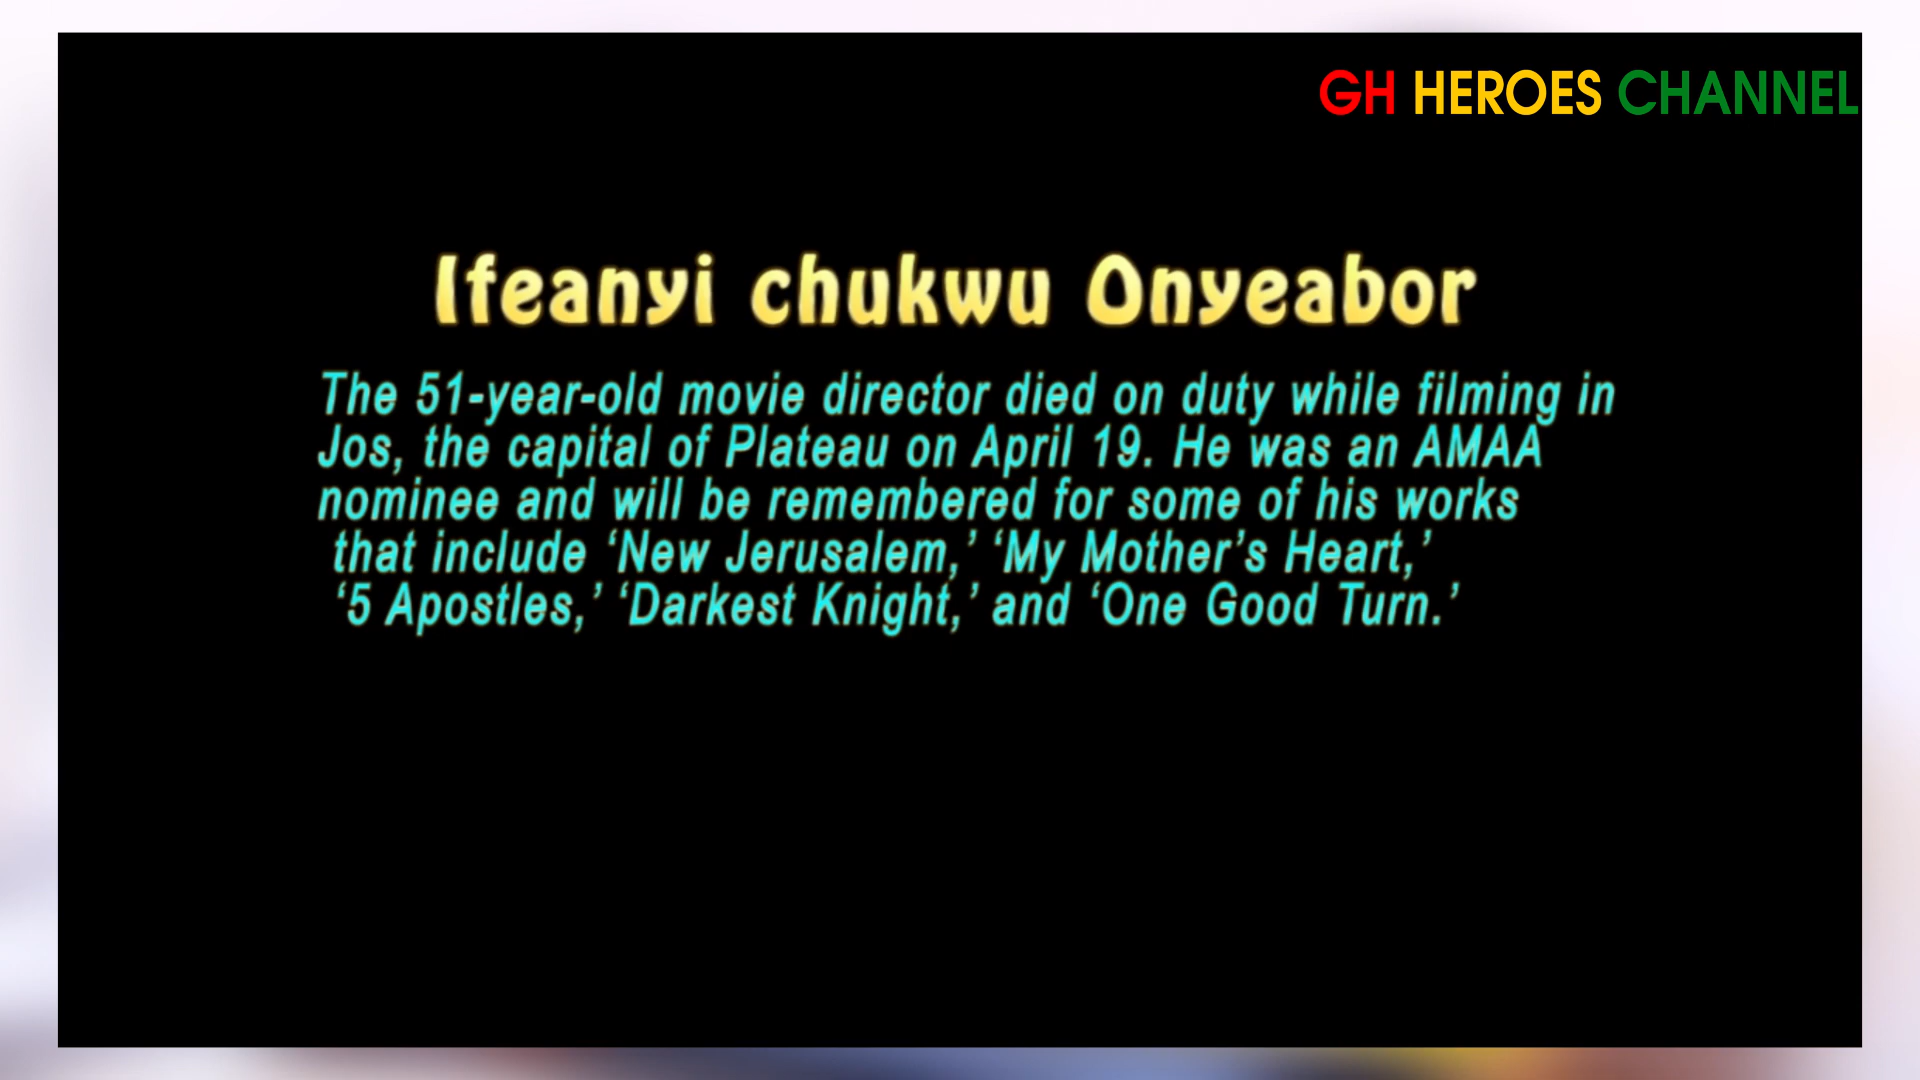 GH HEROES CHANNEL
Ifeanyi chukwu Onyeabor
The 51-year-old movie director died on duty while filming in
Jos, the capital of Plateau on April 19. He was an AMAA
nominee and will be remembered for some of his works
that include ‘New Jerusalem,’ ‘My Mother’s Heart,’
‘5 Apostles,’ ‘Darkest Knight,’ and ‘One Good Turn.’